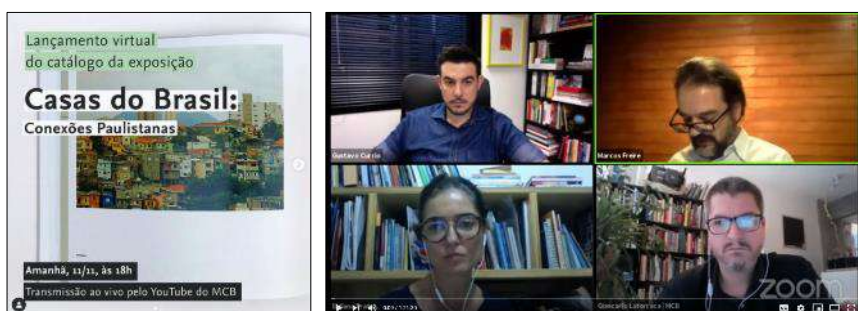 Lançamento virtual
do catálogo da exposição
Casas do Brasil:
Conexões Paulistanas
Amanhã, 11/11, às 18h
Transmissão ao vivo pelo YouTube do MCB
Gustavo Curcio
Marcos Freire
Giancarlo Latorraca | MCB
zoom